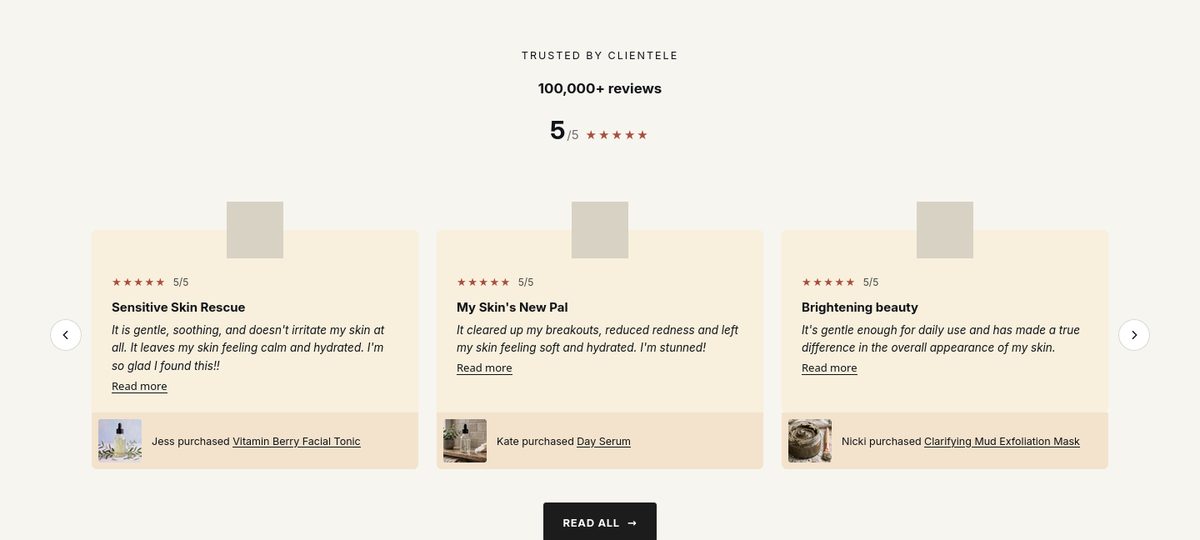 TRUSTED BY CLIENTELE
100,000+ reviews
5/5 ★★★★★
★★★★★ 5/5
Sensitive Skin Rescue
It is gentle, soothing, and doesn't irritate my skin at
all. It leaves my skin feeling calm and hydrated. I'm
so glad I found this!!
Read more
Jess purchased Vitamin Berry Facial Tonic
★★★★★ 5/5
My Skin's New Pal
It cleared up my breakouts, reduced redness and left
my skin feeling soft and hydrated. I'm stunned!
Read more
Kate purchased Day Serum
★★★★★ 5/5
Brightening beauty
It's gentle enough for daily use and has made a true
difference in the overall appearance of my skin.
Read more
Nicki purchased Clarifying Mud Exfoliation Mask
READ ALL →